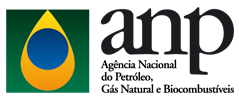 anp
Agência Nacional
do Petróleo,
Gás Natural e Biocombustíveis